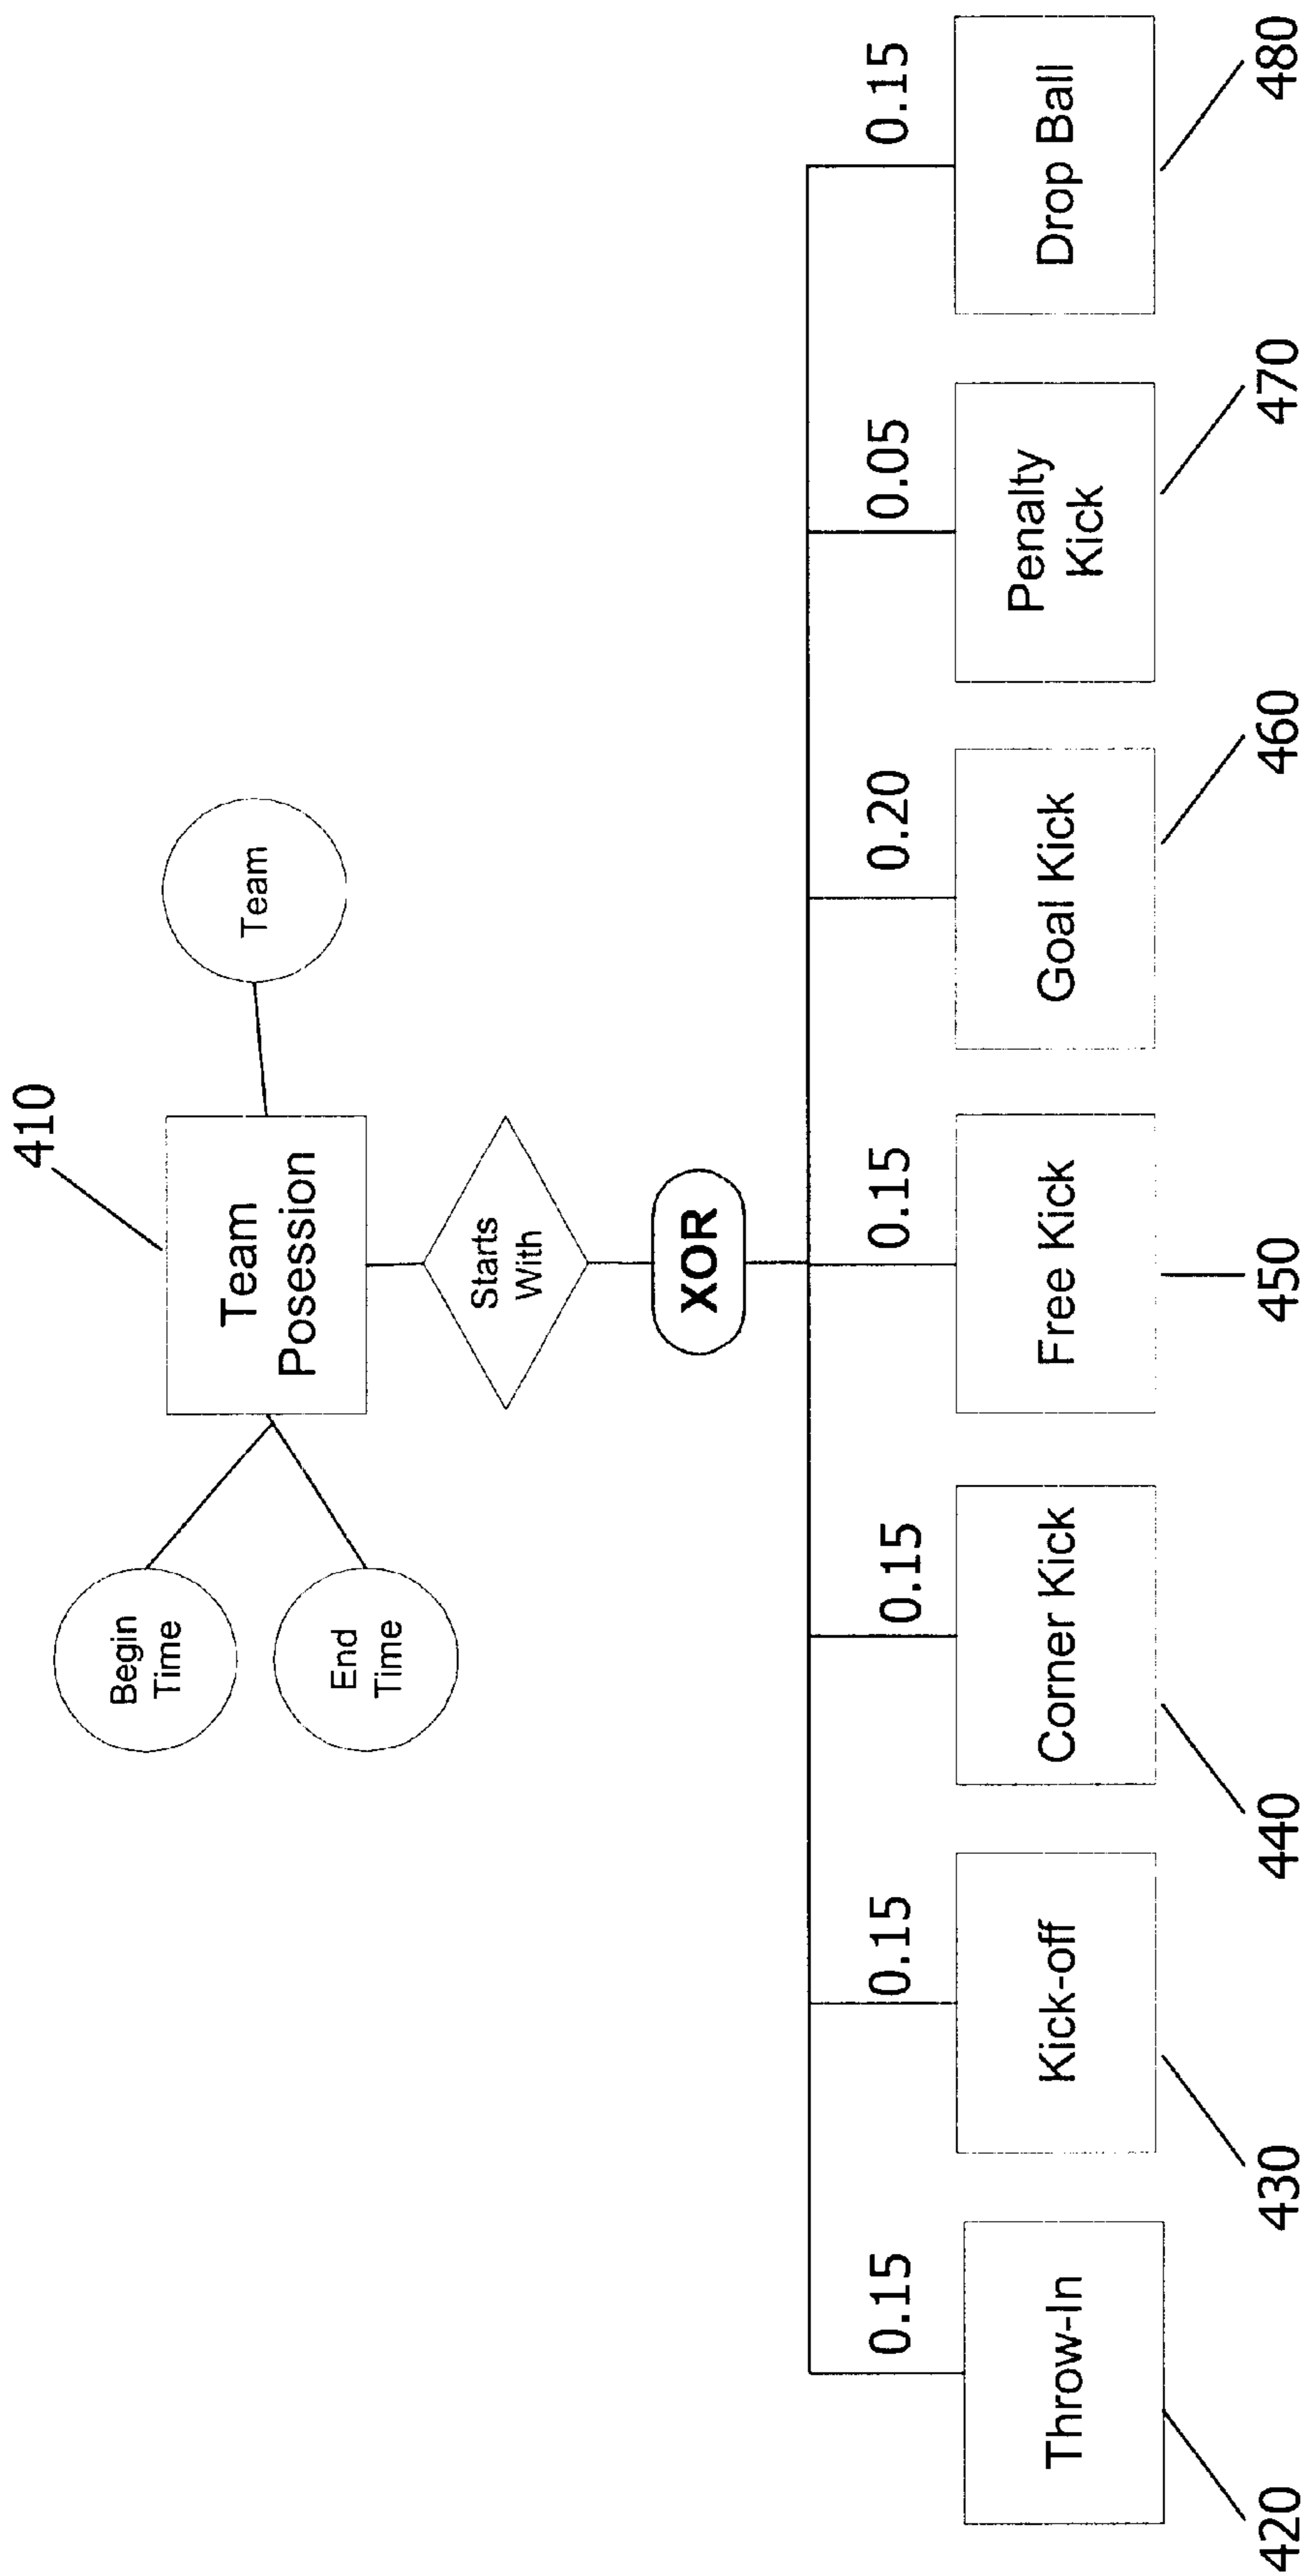 410
Begin
Time
End
Time
Team
Posession
Team
Starts
With
XOR
0.15
0.15
0.15
0.15
0.20
0.05
0.15
Throw-In
Kick-off
Corner Kick
Free Kick
Goal Kick
Penalty
Kick
Drop Ball
420
430
440
450
460
470
480